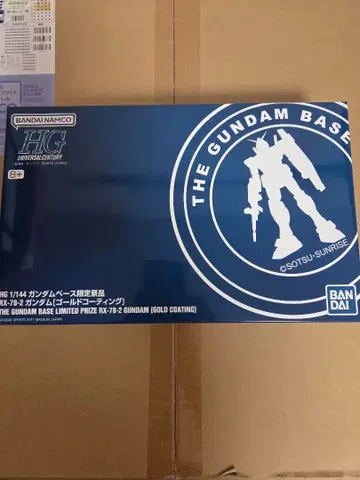 BANDAI NAMCO
HG
UNIVERSAL CENTURY
8+
THE GUNDAM BASE
©SOTSU・SUNRISE
HG 1/144 ガンダムベース限定景品
RX-78-2 ガンダム[ゴールドコーティング]
THE GUNDAM BASE LIMITED PRIZE RX-78-2 GUNDAM [GOLD COATING]
BAN
DAI